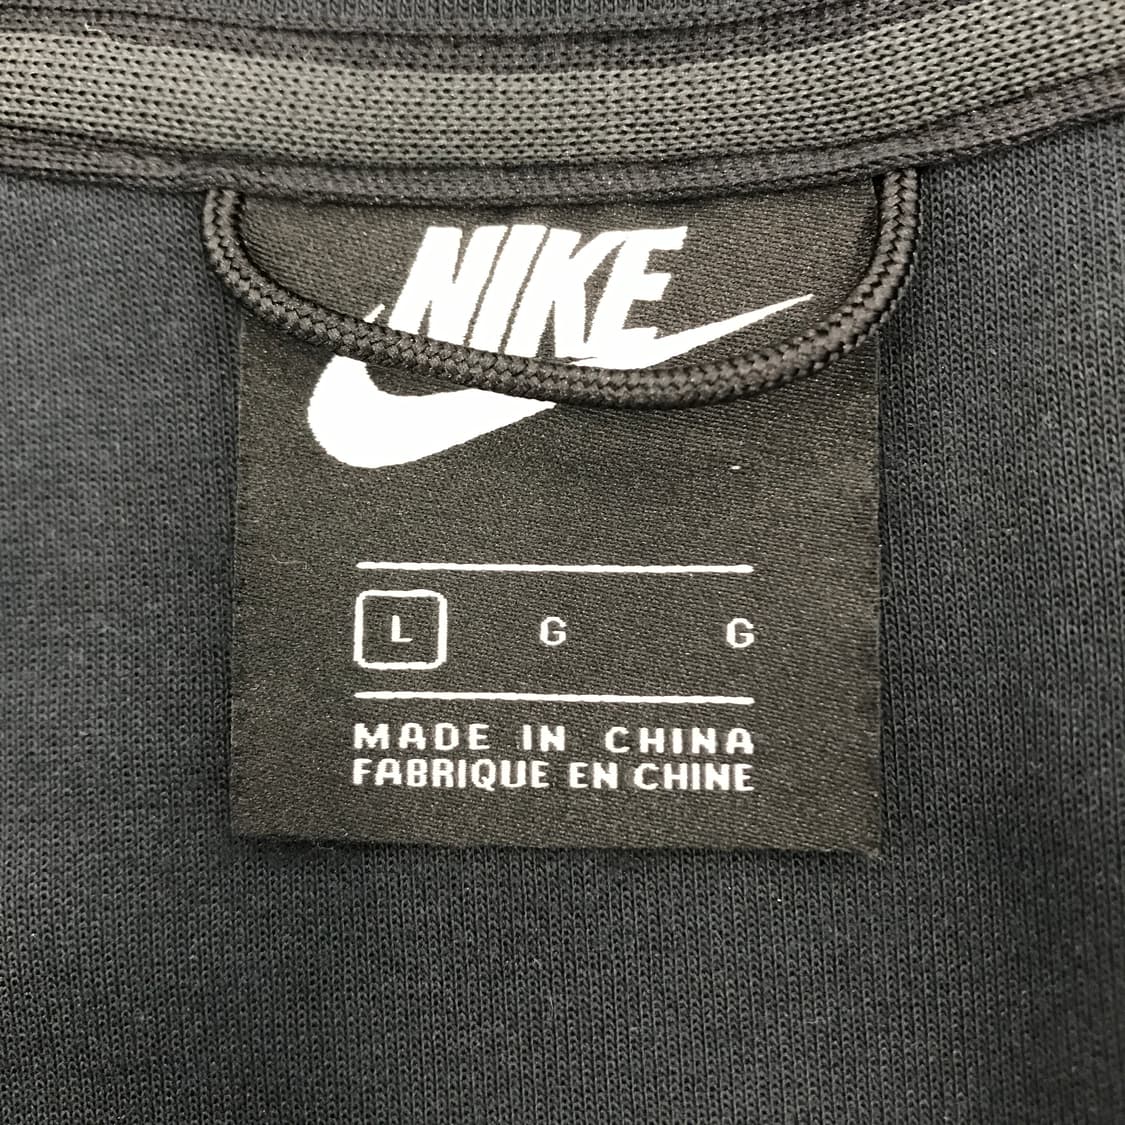 NIKE
L G G
MADE IN CHINA
FABRIQUE EN CHINE